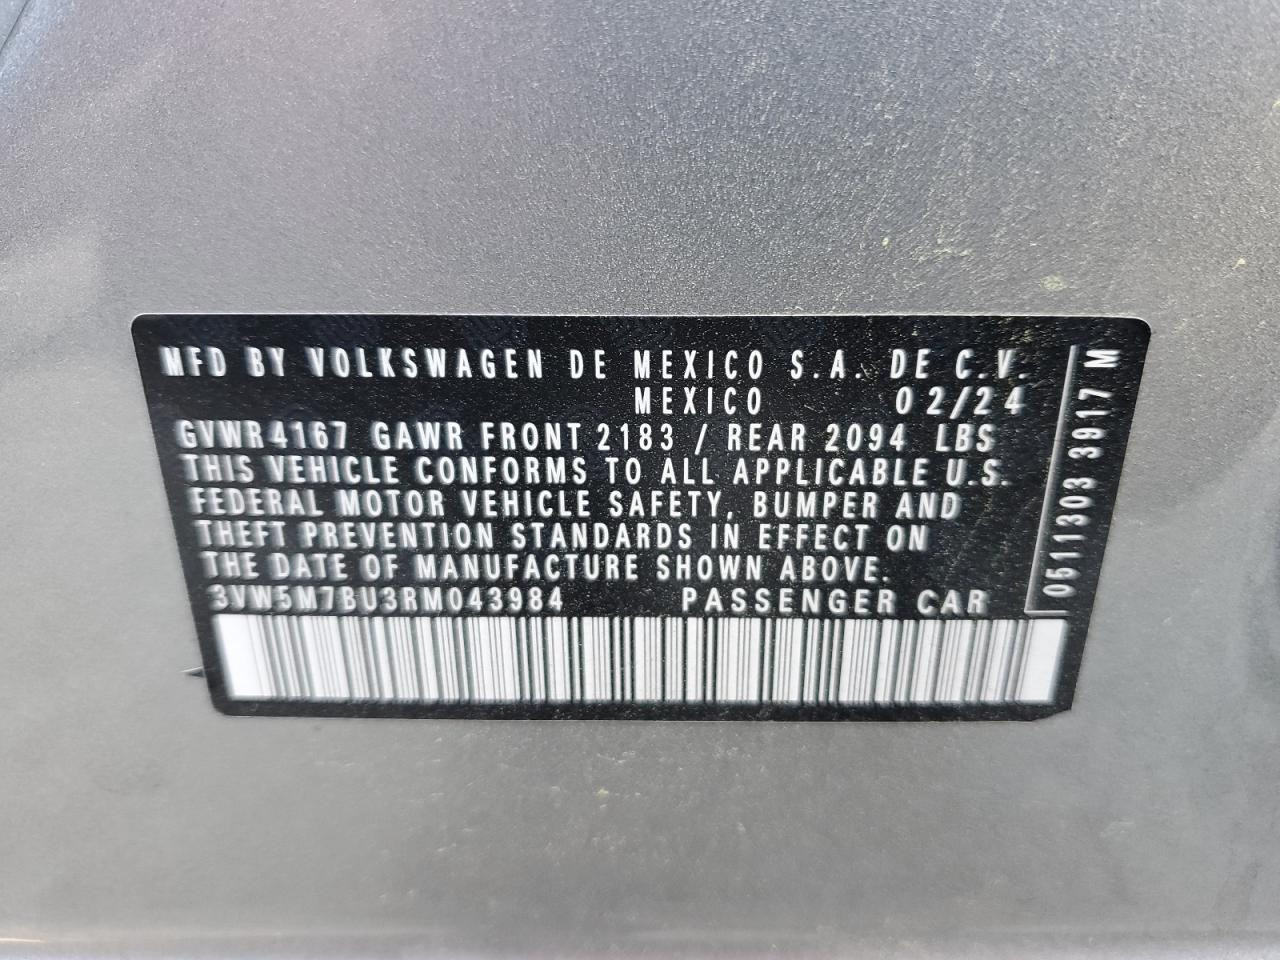 MFD BY VOLKSWAGEN DE MEXICO S.A. DE C.V.
MEXICO 02/24
GVWR 4167 GAWR FRONT 2183 / REAR 2094 LBS
THIS VEHICLE CONFORMS TO ALL APPLICABLE U.S.
FEDERAL MOTOR VEHICLE SAFETY, BUMPER AND
THEFT PREVENTION STANDARDS IN EFFECT ON
THE DATE OF MANUFACTURE SHOWN ABOVE.
3VW5M7BU3RM043984 PASSENGER CAR
0511303 3917 M